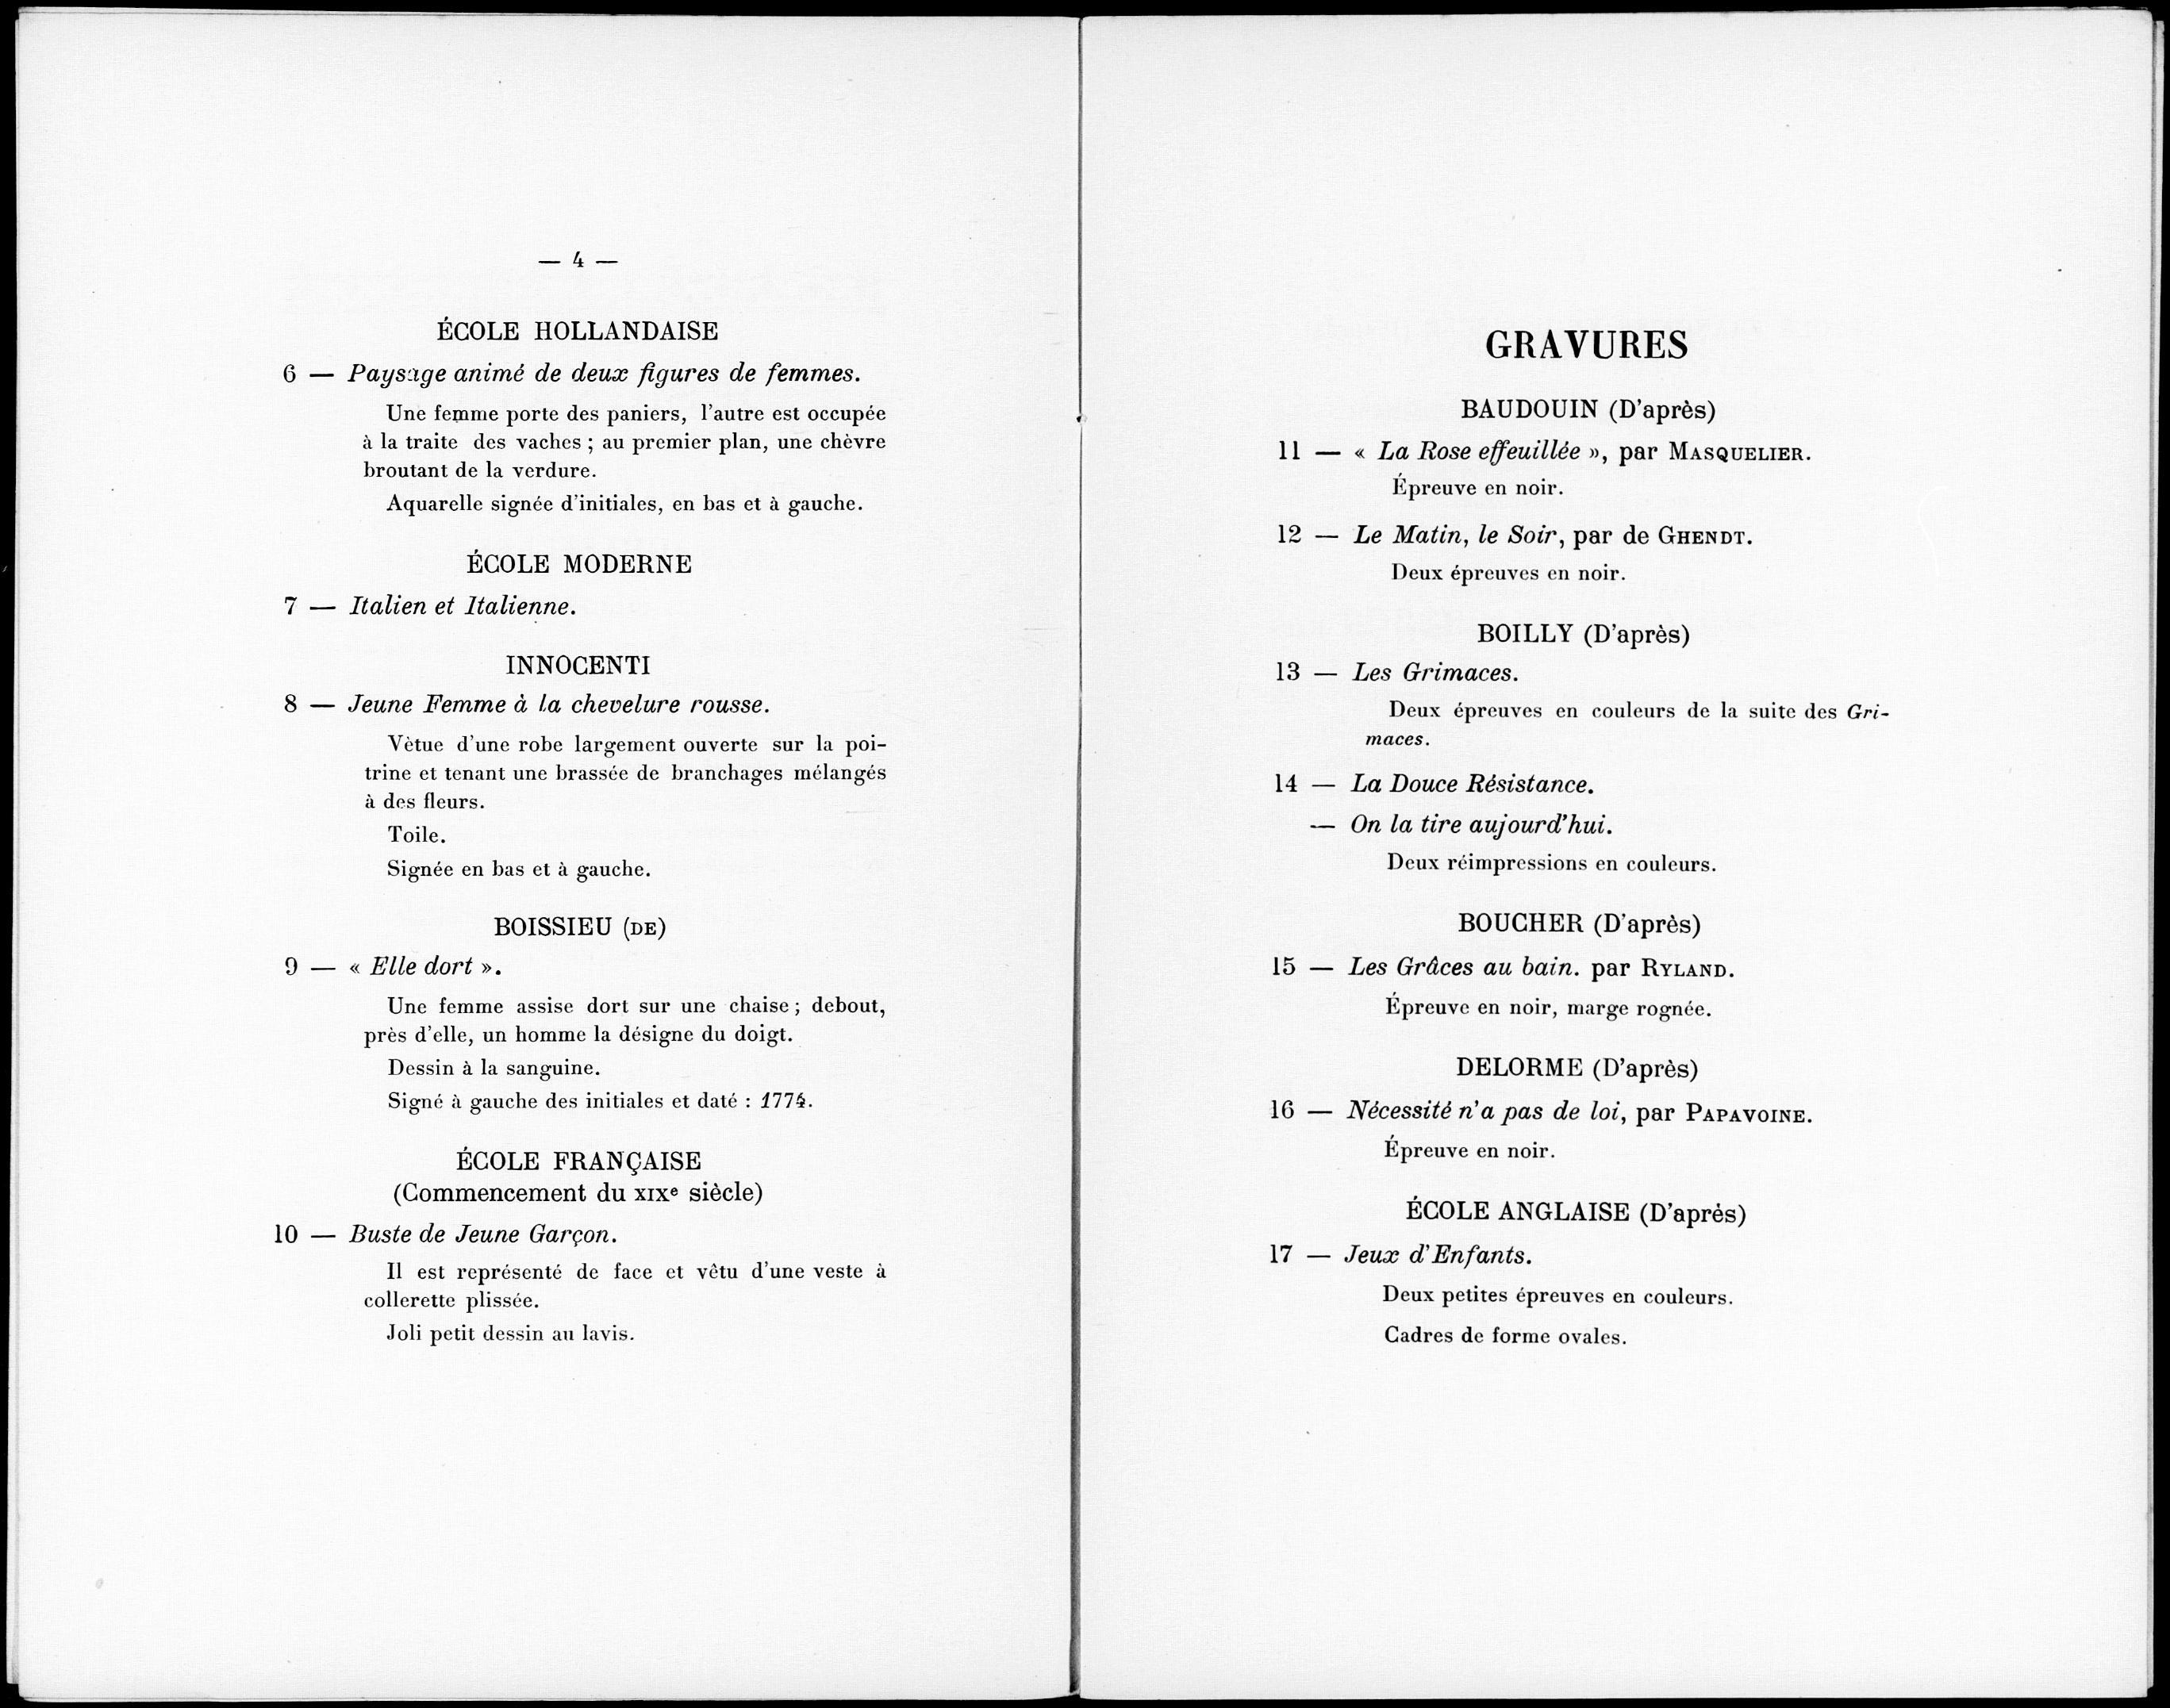 — 4 —
ÉCOLE HOLLANDAISE
6 — Paysage animé de deux figures de femmes.
Une femme porte des paniers, l'autre est occupée
à la traite des vaches ; au premier plan, une chèvre
broutant de la verdure.
Aquarelle signée d'initiales, en bas et à gauche.
ÉCOLE MODERNE
7 — Italien et Italienne.
INNOCENTI
8 — Jeune Femme à la chevelure rousse.
Vètue d'une robe largement ouverte sur la poi-
trine et tenant une brassée de branchages mélangés
à des fleurs.
Toile.
Signée en bas et à gauche.
BOISSIEU (DE)
9 — « Elle dort ».
Une femme assise dort sur une chaise ; debout,
près d'elle, un homme la désigne du doigt.
Dessin à la sanguine.
Signé à gauche des initiales et daté : 1774.
ÉCOLE FRANÇAISE
(Commencement du XIXe siècle)
10 — Buste de Jeune Garçon.
Il est représenté de face et vêtu d'une veste à
collerette plissée.
Joli petit dessin au lavis.
GRAVURES
BAUDOUIN (D'après)
11 — « La Rose effeuillée », par MASQUELIER.
Épreuve en noir.
12 — Le Matin, le Soir, par de GHENDT.
Deux épreuves en noir.
BOILLY (D'après)
13 — Les Grimaces.
Deux épreuves en couleurs de la suite des Gri-
maces.
14 — La Douce Résistance.
— On la tire aujourd'hui.
Deux réimpressions en couleurs.
BOUCHER (D'après)
15 — Les Grâces au bain. par RYLAND.
Épreuve en noir, marge rognée.
DELORME (D'après)
16 — Nécessité n'a pas de loi, par PAPAVOINE.
Épreuve en noir.
ÉCOLE ANGLAISE (D'après)
17 — Jeux d'Enfants.
Deux petites épreuves en couleurs.
Cadres de forme ovales.